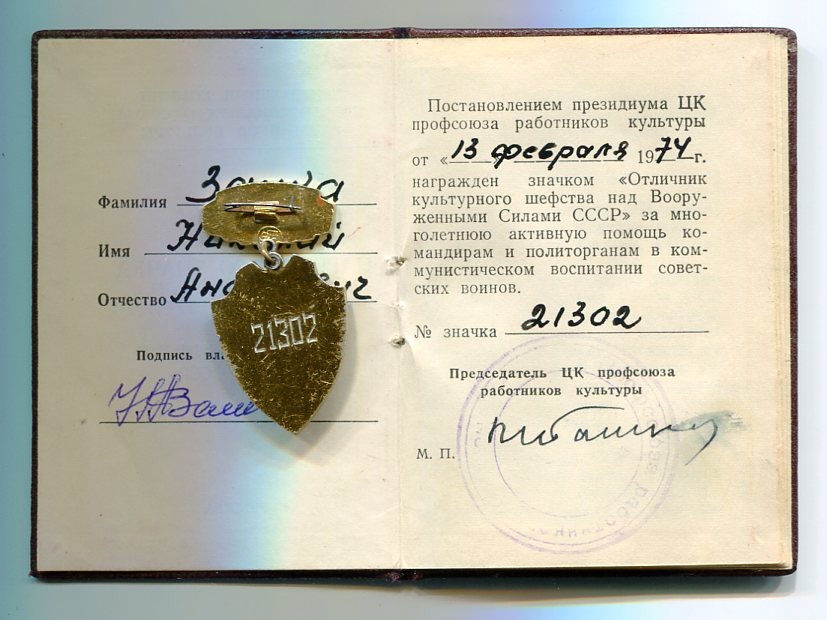 Фамилия
Имя
Отчество
Подпись
21302
Постановлением президиума ЦК
профсоюза работников культуры
от «13 февраля 1974 г.
награжден значком «Отличник
культурного шефства над Воору-
женными Силами СССР» за мно-
голетнюю активную помощь ко-
мандирам и политорганам в ком-
мунистическом воспитании совет-
ских воинов.
№ значка 21302
Председатель ЦК профсоюза
работников культуры
М. П.